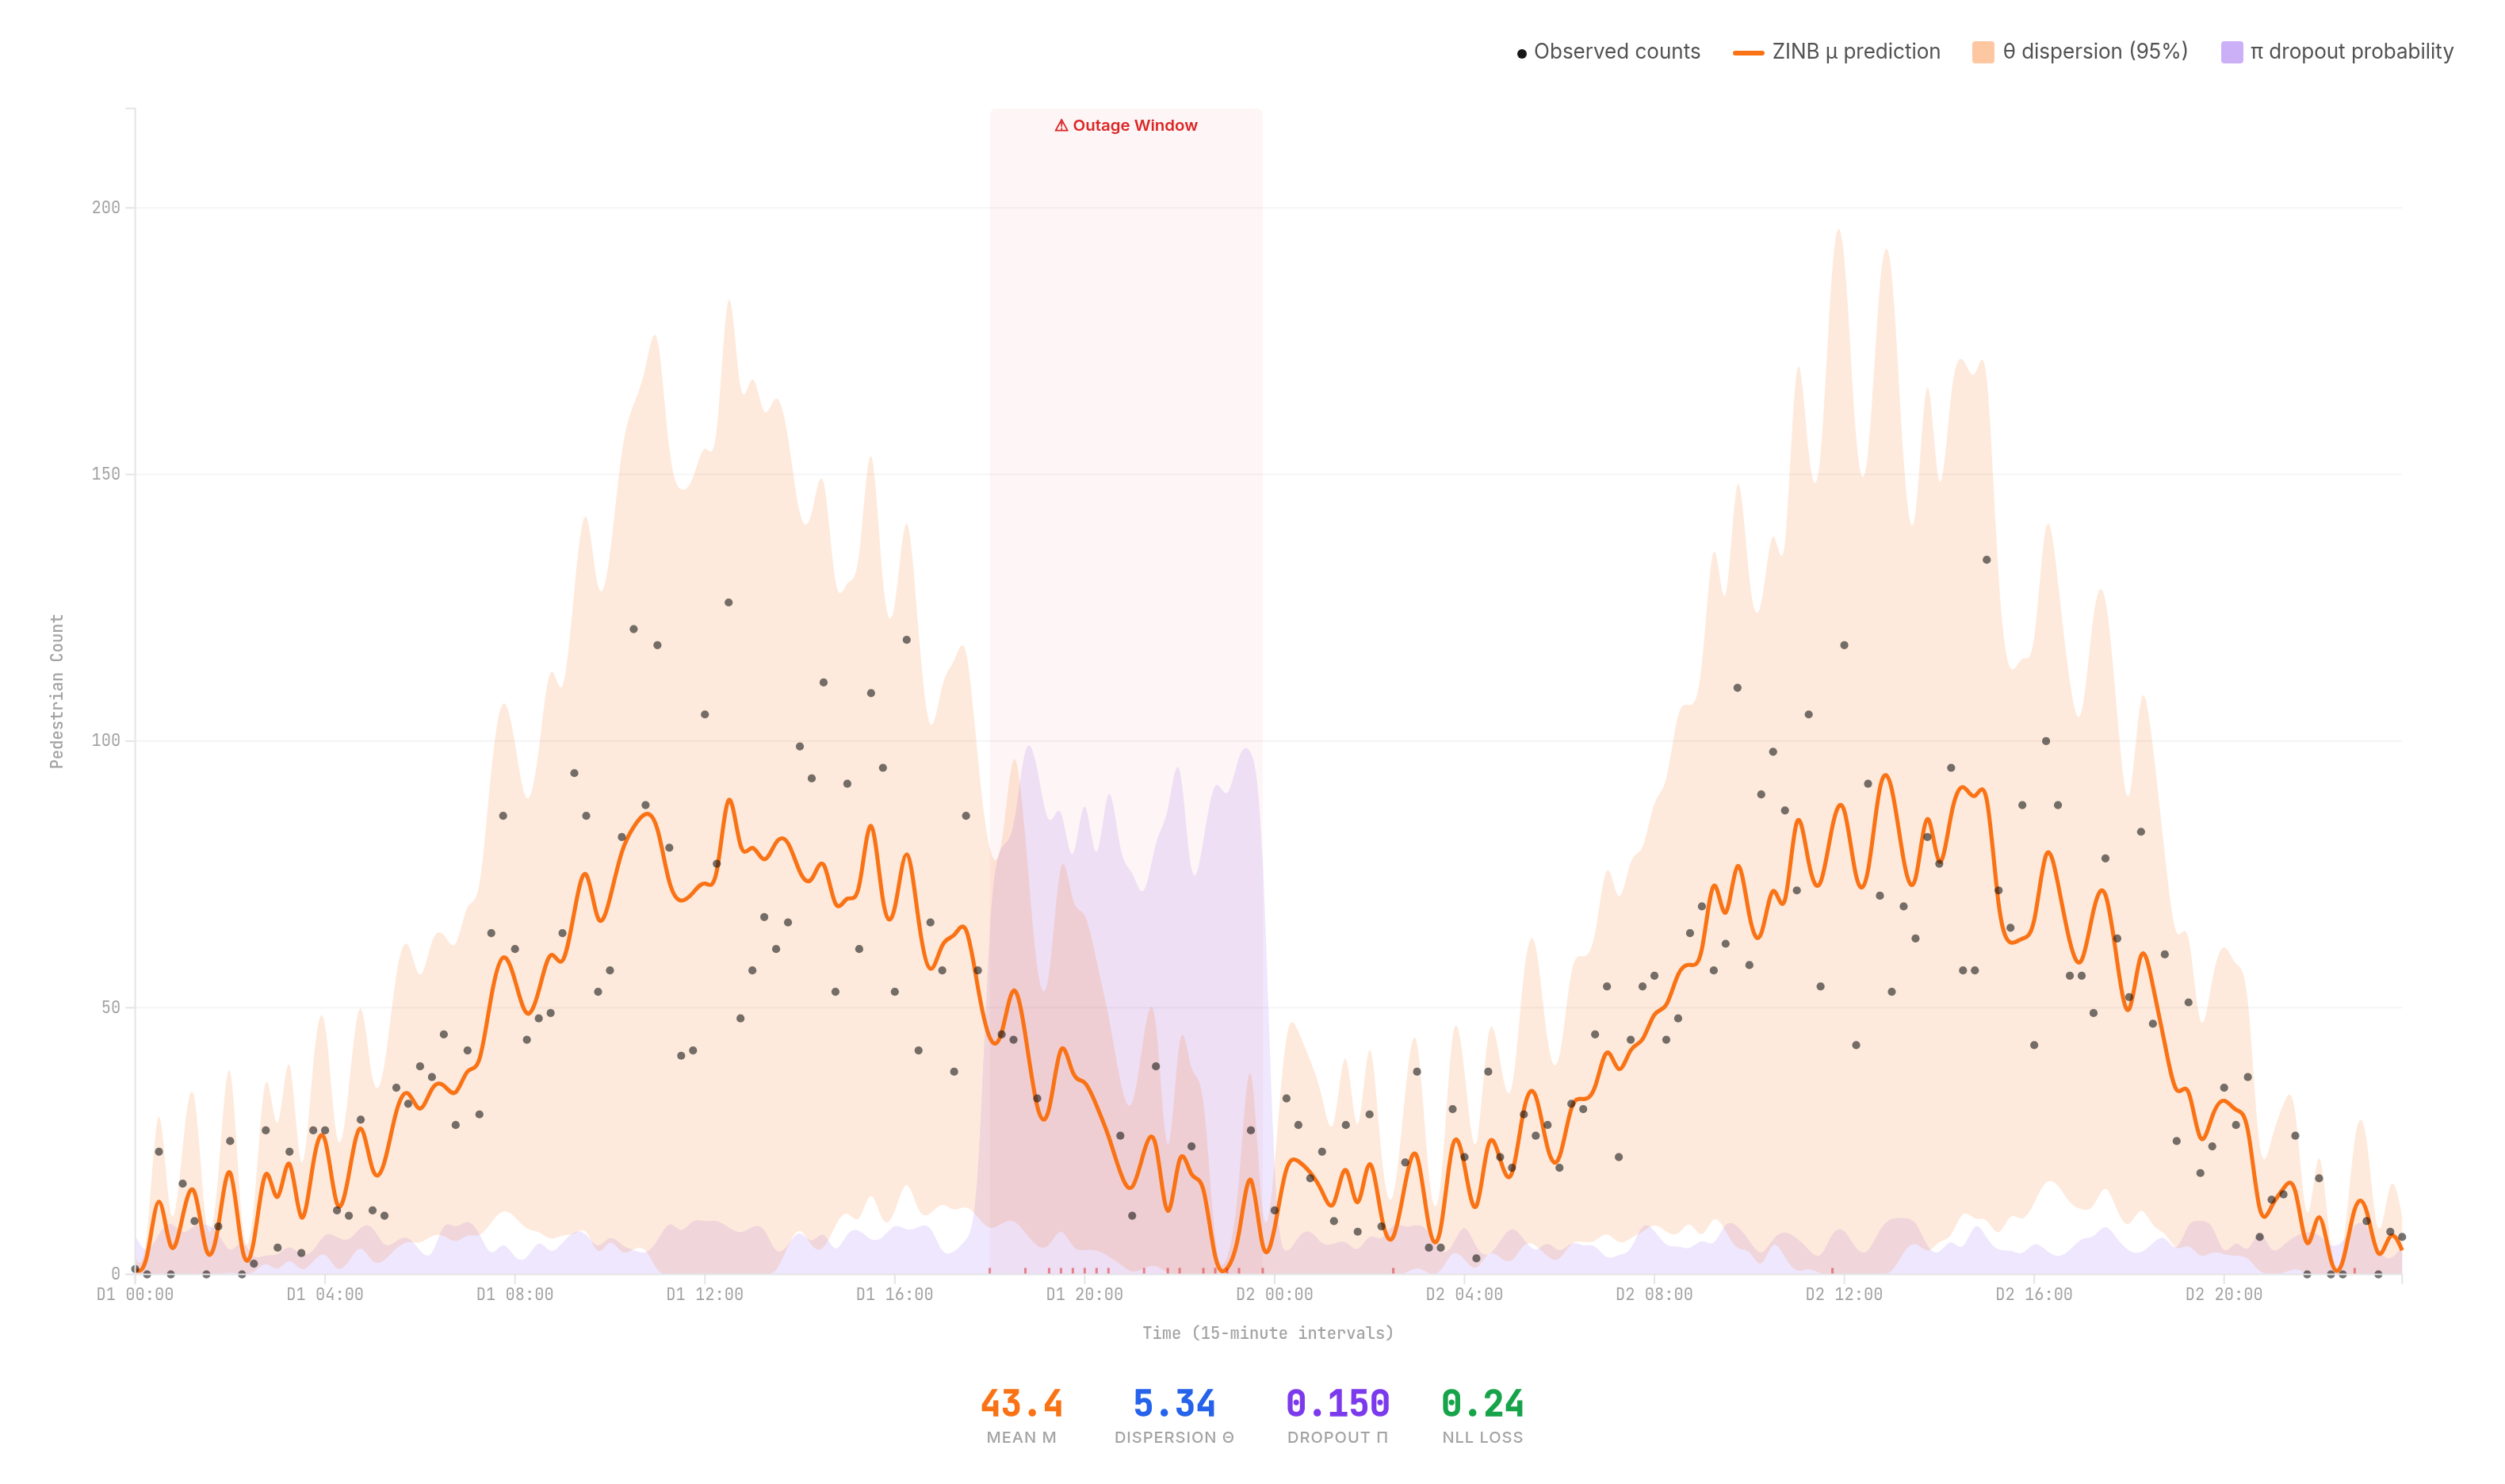 Observed counts
ZINB μ prediction
θ dispersion (95%)
π dropout probability
⚠ Outage Window
200
150
100
50
0
Pedestrian Count
D1 00:00
D1 04:00
D1 08:00
D1 12:00
D1 16:00
D1 20:00
D2 00:00
D2 04:00
D2 08:00
D2 12:00
D2 16:00
D2 20:00
Time (15-minute intervals)
43.4
MEAN Μ
5.34
DISPERSION Θ
0.150
DROPOUT Π
0.24
NLL LOSS